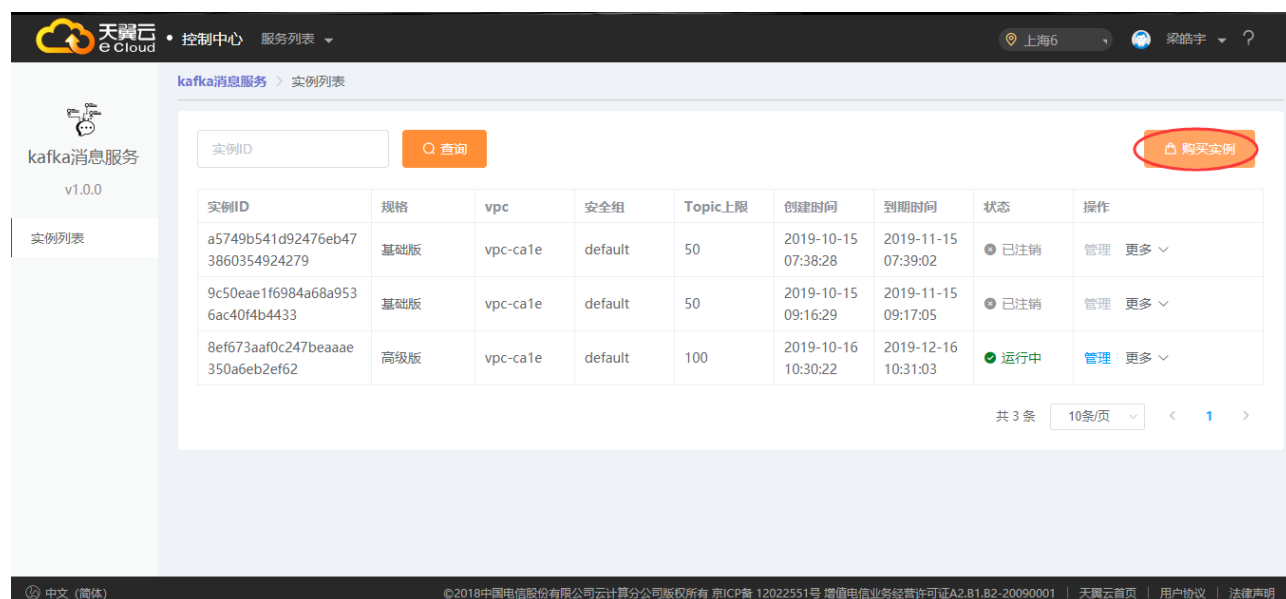 天翼云
e Cloud
• 控制中心 服务列表
上海6
梁皓宇
?
kafka消息服务 > 实例列表
kafka消息服务
v1.0.0
实例列表
实例ID
查询
购买实例
实例ID 规格 vpc 安全组 Topic上限 创建时间 到期时间 状态 操作
a5749b541d92476eb47 基础版 vpc-ca1e default 50 2019-10-15 2019-11-15 已注销 管理 更多
3860354924279 07:38:28 07:39:02
9c50eae1f6984a68a953 基础版 vpc-ca1e default 50 2019-10-15 2019-11-15 已注销 管理 更多
6ac40f4b4433 09:16:29 09:17:05
8ef673aaf0c247beaaae 高级版 vpc-ca1e default 100 2019-10-16 2019-12-16 运行中 管理 更多
350a6eb2ef62 10:30:22 10:31:03
共 3 条 10条/页 < 1 >
中文（简体） ©2018中国电信股份有限公司云计算分公司版权所有 京ICP备 12022551号 增值电信业务经营许可证A2.B1.B2-20090001 | 天翼云首页 | 用户协议 | 法律声明